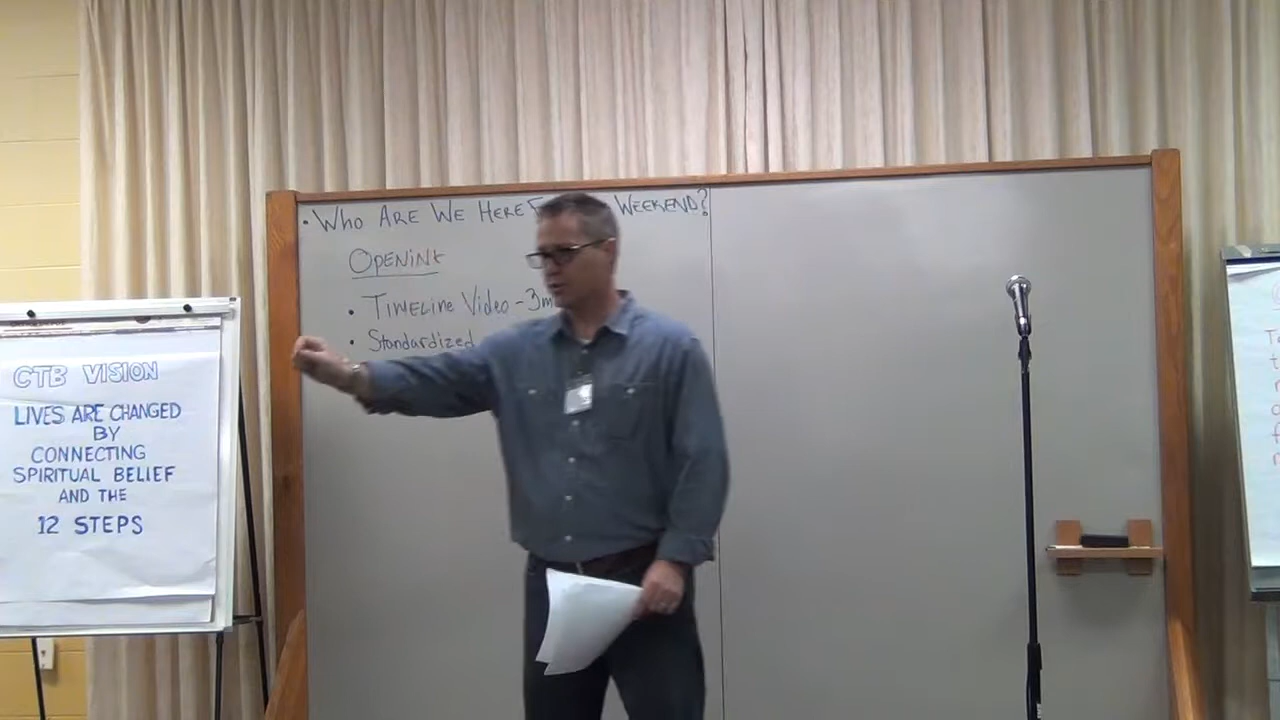 CTB VISION
LIVES ARE CHANGED
BY
CONNECTING
SPIRITUAL BELIEF
AND THE
12 STEPS
• WHO ARE WE HERE WEEKEND?
OPENING
• TIMELINE VIDEO - 3m
• Standardized